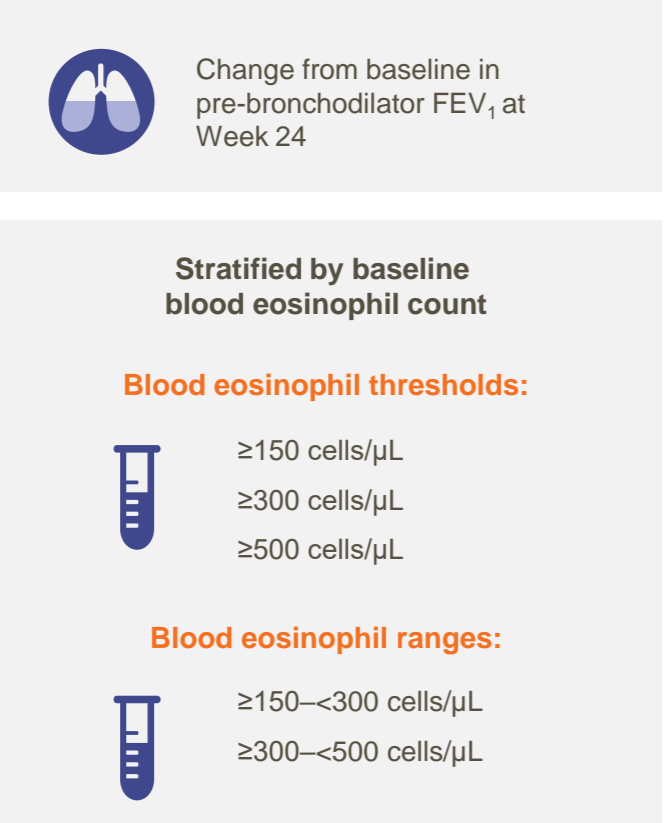 Change from baseline in
pre-bronchodilator FEV₁ at
Week 24
Stratified by baseline
blood eosinophil count
Blood eosinophil thresholds:
≥150 cells/µL
≥300 cells/µL
≥500 cells/µL
Blood eosinophil ranges:
≥150–<300 cells/µL
≥300–<500 cells/µL